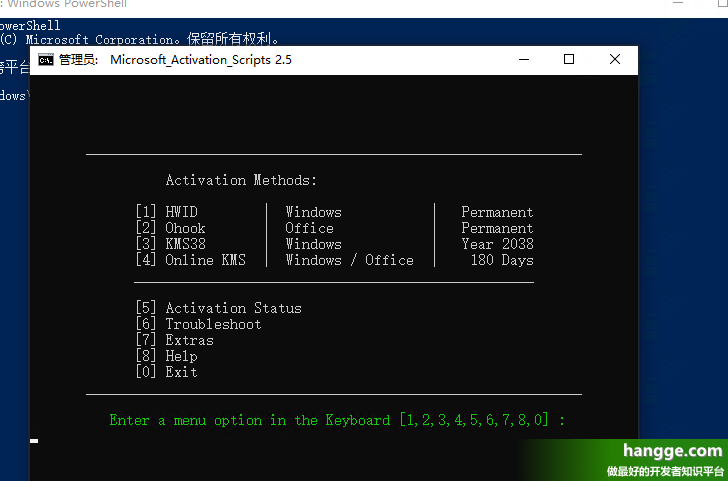 : Windows PowerShell
owerShell
(C) Microsoft Corporation。保留所有权利。
管理员: Microsoft_Activation_Scripts 2.5
跨平台
dows\
Activation Methods:
[1] HWID | Windows | Permanent
[2] Ohook | Office | Permanent
[3] KMS38 | Windows | Year 2038
[4] Online KMS | Windows / Office | 180 Days
[5] Activation Status
[6] Troubleshoot
[7] Extras
[8] Help
[0] Exit
Enter a menu option in the Keyboard [1,2,3,4,5,6,7,8,0] :
hangge.com
做最好的开发者知识平台